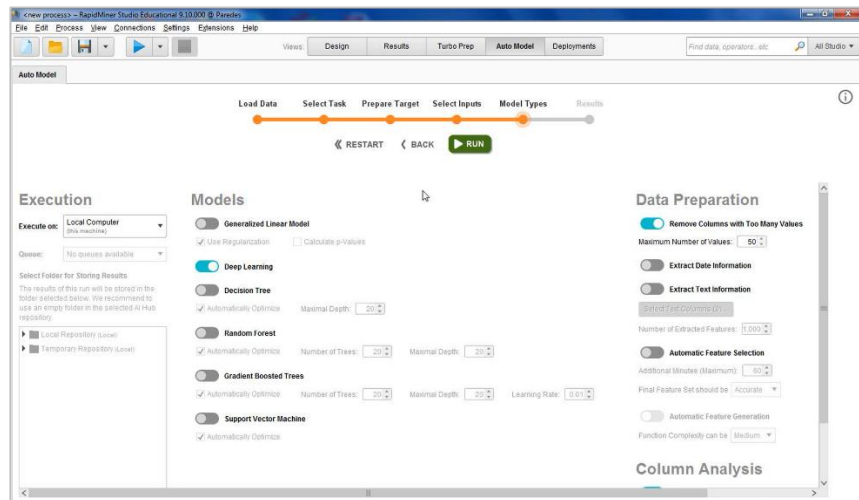 <new process> – RapidMiner Studio Educational 9.10.000 @ Paredes
File Edit Process View Connections Settings Extensions Help
Views: Design Results Turbo Prep Auto Model Deployments Find data, operators...etc All Studio
Auto Model
Load Data Select Task Prepare Target Select Inputs Model Types Results
RESTART BACK RUN
Execution
Execute on: Local Computer
(this machine)
Queue: No queues available
Select Folder for Storing Results
The results of this run will be stored in the
folder selected below. We recommend to
use an empty folder in the selected AI Hub
repository.
Local Repository (Local)
Temporary Repository (Local)
Models
Generalized Linear Model
Use Regularization Calculate p-Values
Deep Learning
Decision Tree
Automatically Optimize Maximal Depth: 20
Random Forest
Automatically Optimize Number of Trees: 20 Maximal Depth: 20
Gradient Boosted Trees
Automatically Optimize Number of Trees: 20 Maximal Depth: 20 Learning Rate: 0.01
Support Vector Machine
Automatically Optimize
Data Preparation
Remove Columns with Too Many Values
Maximum Number of Values: 50
Extract Date Information
Extract Text Information
Select Text Columns
Number of Extracted Features: 1,000
Automatic Feature Selection
Additional Minutes (Maximum): 60
Final Feature Set should be Accurate
Automatic Feature Generation
Function Complexity can be Medium
Column Analysis